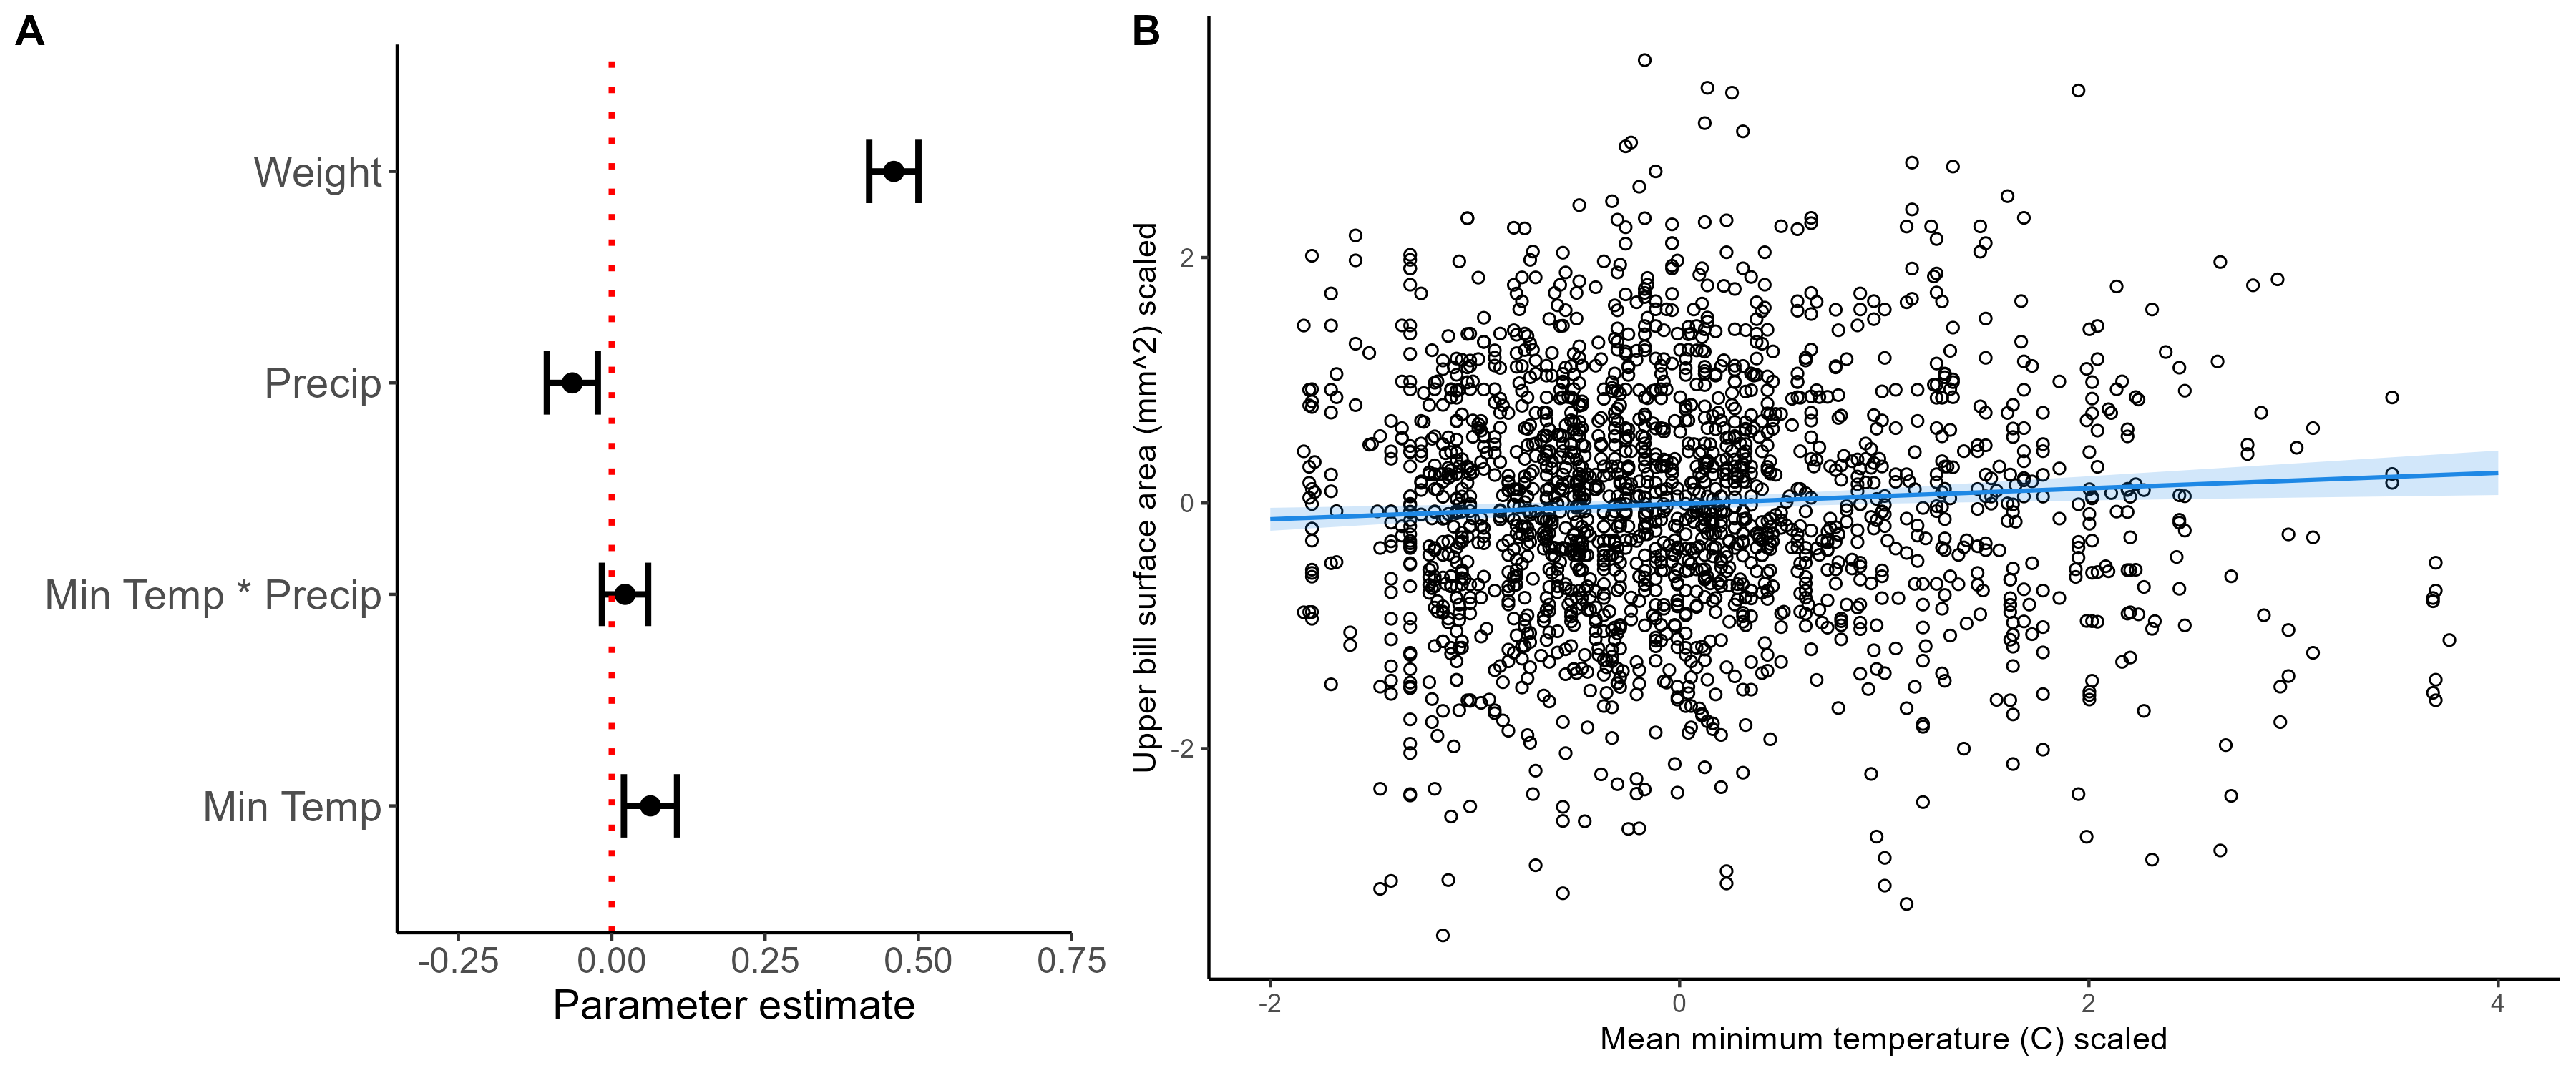 A
Weight
Precip
Min Temp * Precip
Min Temp
-0.25 0.00 0.25 0.50 0.75
Parameter estimate
B
Upper bill surface area (mm^2) scaled
2
0
-2
-2 0 2 4
Mean minimum temperature (C) scaled